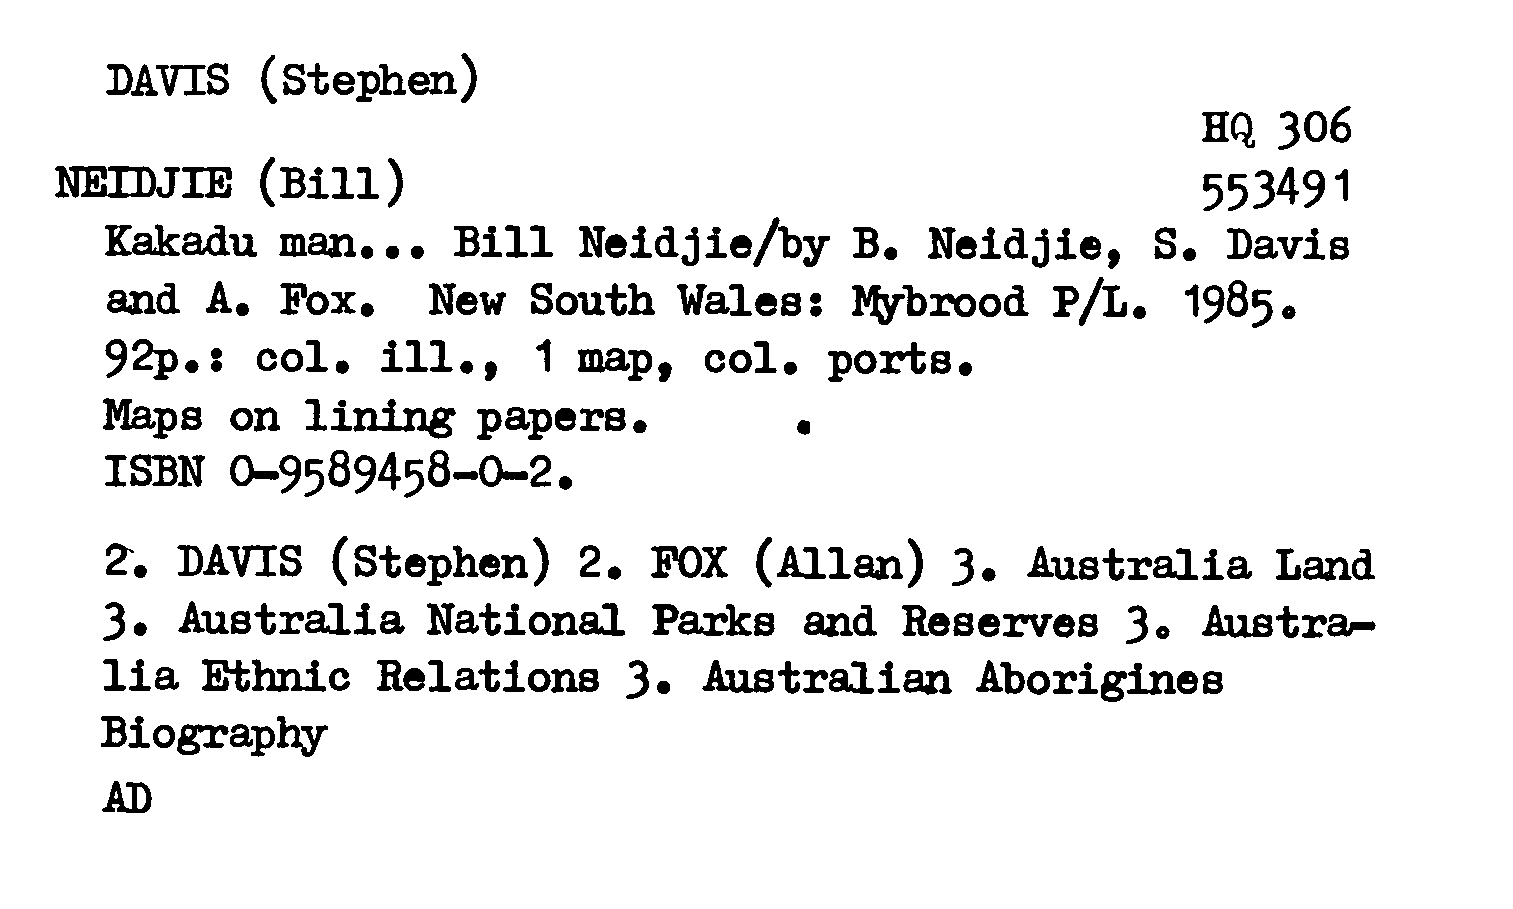 DAVIS (Stephen)
HQ 306
NEIDJIE (Bill)
553491
Kakadu man... Bill Neidjie/by B. Neidjie, S. Davis
and A. Fox. New South Wales: Mybrood P/L. 1985.
92p.: col. ill., 1 map, col. ports.
Maps on lining papers. .
ISBN 0-9589458-0-2.
2. DAVIS (Stephen) 2. FOX (Allan) 3. Australia Land
3. Australia National Parks and Reserves 3. Austra-
lia Ethnic Relations 3. Australian Aborigines
Biography
AD